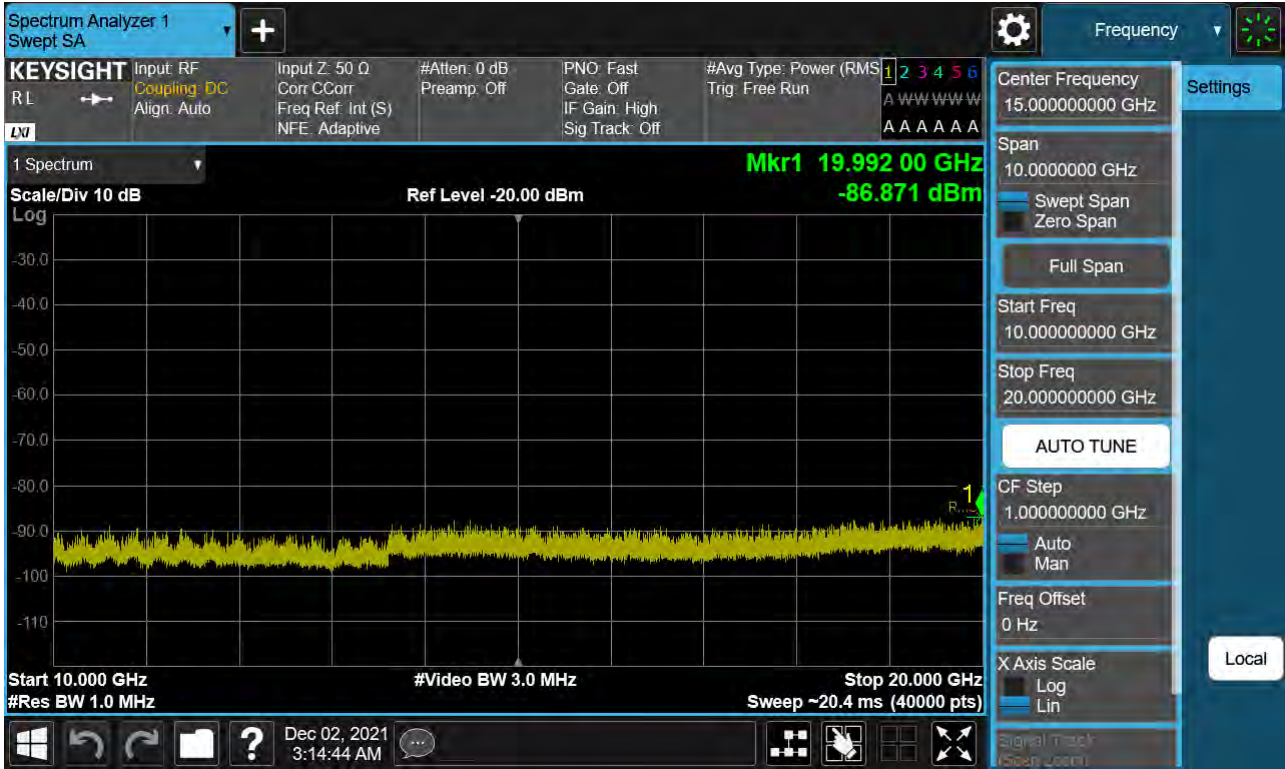 Spectrum Analyzer 1
Swept SA
+
Frequency
KEYSIGHT
R L
LXI
Input: RF
Coupling: DC
Align: Auto
Input Z: 50 Ω
Corr CCorr
Freq Ref: Int (S)
NFE: Adaptive
#Atten: 0 dB
Preamp: Off
PNO: Fast
Gate: Off
IF Gain: High
Sig Track: Off
#Avg Type: Power (RMS
Trig: Free Run
1 2 3 4 5 6
A W W W W W
A A A A A A
1 Spectrum
Mkr1 19.992 00 GHz
Scale/Div 10 dB
Ref Level -20.00 dBm
-86.871 dBm
Log
-30.0
-40.0
-50.0
-60.0
-70.0
-80.0
-90.0
-100
-110
1
Start 10.000 GHz
#Video BW 3.0 MHz
Stop 20.000 GHz
#Res BW 1.0 MHz
Sweep ~20.4 ms (40000 pts)
?
Dec 02, 2021
3:14:44 AM
Center Frequency
15.000000000 GHz
Settings
Span
10.0000000 GHz
Swept Span
Zero Span
Full Span
Start Freq
10.000000000 GHz
Stop Freq
20.000000000 GHz
AUTO TUNE
CF Step
1.000000000 GHz
Auto
Man
Freq Offset
0 Hz
X Axis Scale
Log
Lin
Local
Signal Track
(Span Zoom)